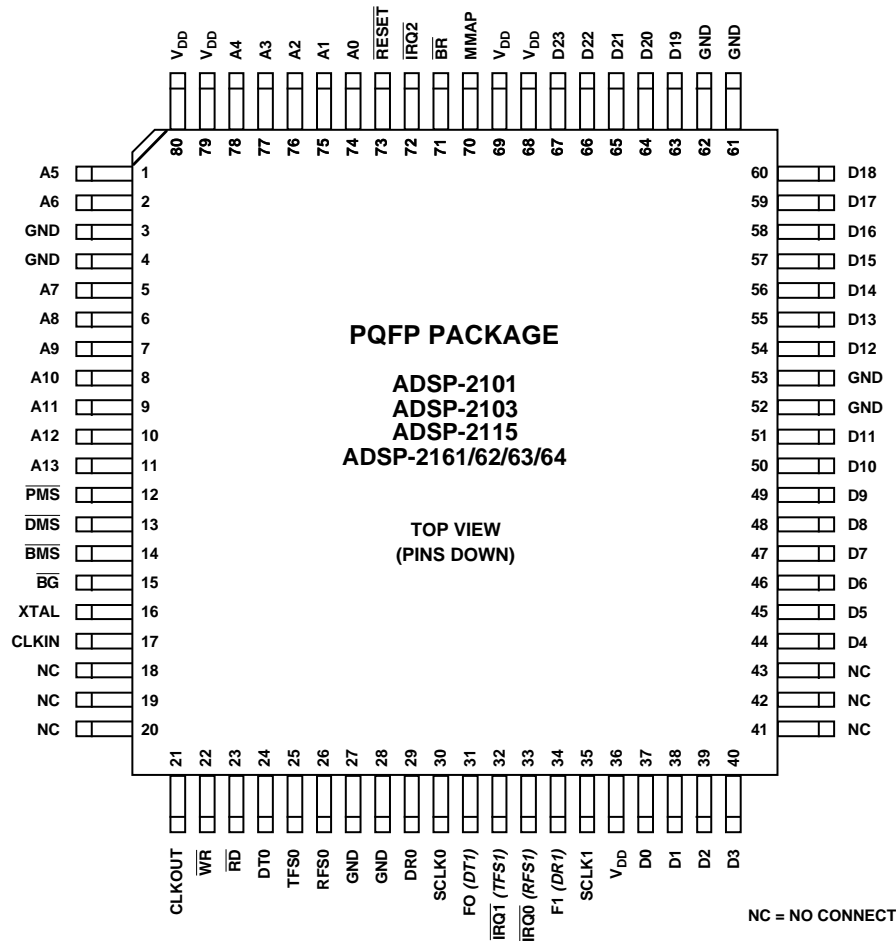 V_DD V_DD A4 A3 A2 A1 A0 RESET IRQ2 BR MMAP V_DD V_DD D23 D22 D21 D20 D19 GND GND
80 79 78 77 76 75 74 73 72 71 70 69 68 67 66 65 64 63 62 61
A5 1 60 D18
A6 2 59 D17
GND 3 58 D16
GND 4 57 D15
A7 5 56 D14
A8 6 55 D13
A9 7 54 D12
A10 8 53 GND
A11 9 52 GND
A12 10 51 D11
A13 11 50 D10
PMS 12 49 D9
DMS 13 48 D8
BMS 14 47 D7
BG 15 46 D6
XTAL 16 45 D5
CLKIN 17 44 D4
NC 18 43 NC
NC 19 42 NC
NC 20 41 NC
PQFP PACKAGE
ADSP-2101
ADSP-2103
ADSP-2115
ADSP-2161/62/63/64
TOP VIEW
(PINS DOWN)
21 22 23 24 25 26 27 28 29 30 31 32 33 34 35 36 37 38 39 40
CLKOUT WR RD DT0 TFS0 RFS0 GND GND DR0 SCLK0 FO (DT1) IRQ1 (TFS1) IRQ0 (RFS1) F1 (DR1) SCLK1 V_DD D0 D1 D2 D3
NC = NO CONNECT